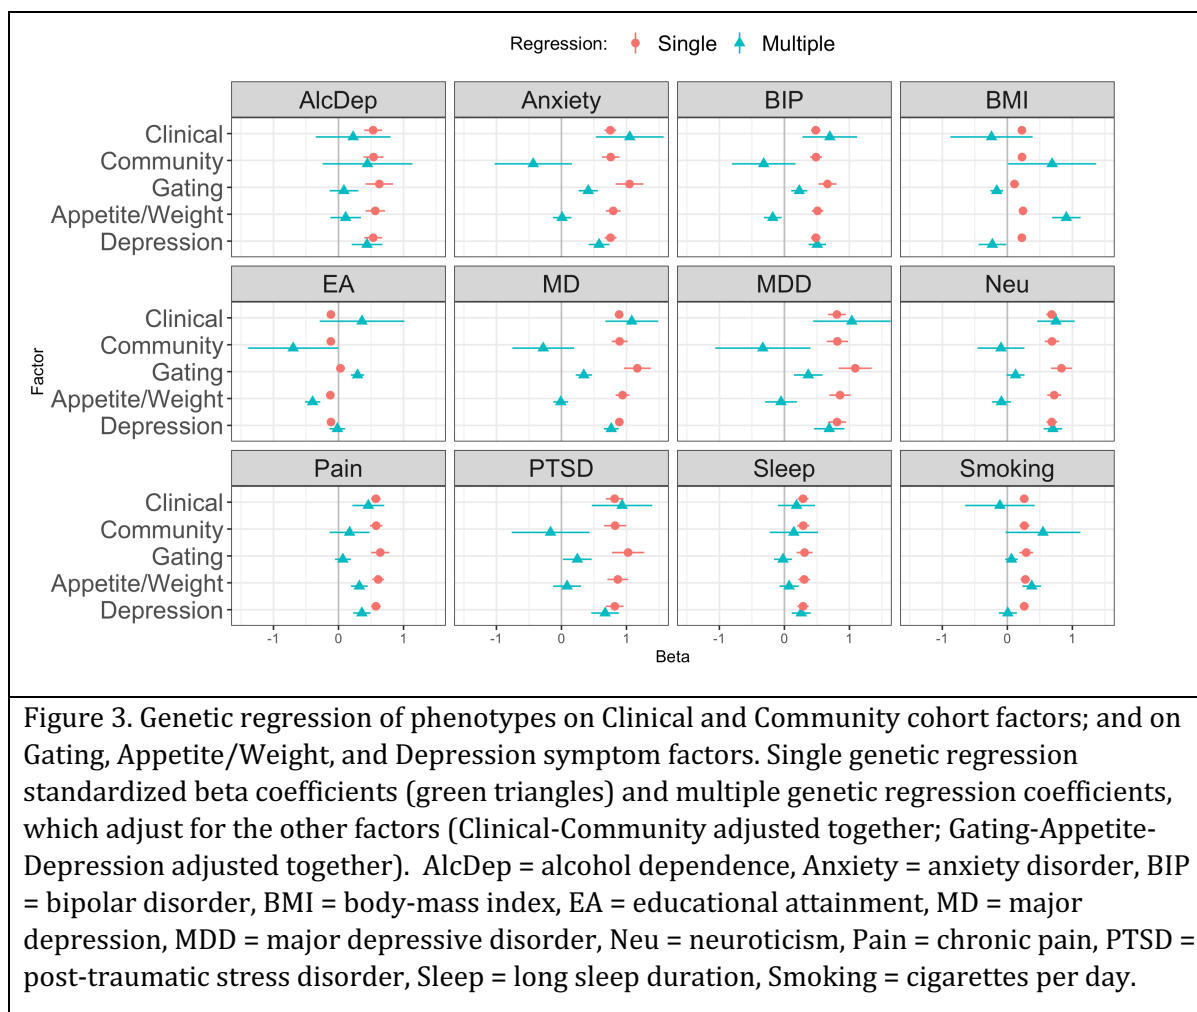 Regression: Single Multiple
AlcDep Anxiety BIP BMI
Clinical
Community
Gating
Appetite/Weight
Depression
EA MD MDD Neu
Clinical
Community
Gating
Appetite/Weight
Depression
Pain PTSD Sleep Smoking
Clinical
Community
Gating
Appetite/Weight
Depression
-1 0 1 -1 0 1 -1 0 1 -1 0 1
Beta
Factor
Figure 3. Genetic regression of phenotypes on Clinical and Community cohort factors; and on
Gating, Appetite/Weight, and Depression symptom factors. Single genetic regression
standardized beta coefficients (green triangles) and multiple genetic regression coefficients,
which adjust for the other factors (Clinical-Community adjusted together; Gating-Appetite-
Depression adjusted together).  AlcDep = alcohol dependence, Anxiety = anxiety disorder, BIP
= bipolar disorder, BMI = body-mass index, EA = educational attainment, MD = major
depression, MDD = major depressive disorder, Neu = neuroticism, Pain = chronic pain, PTSD =
post-traumatic stress disorder, Sleep = long sleep duration, Smoking = cigarettes per day.